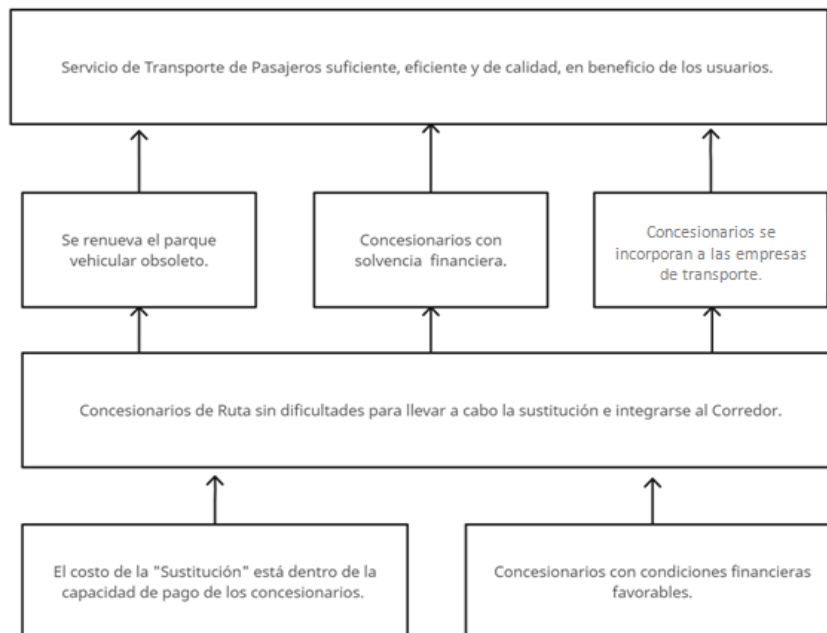 Servicio de Transporte de Pasajeros suficiente, eficiente y de calidad, en beneficio de los usuarios.
Se renueva el parque
vehicular obsoleto.
Concesionarios con
solvencia financiera.
Concesionarios se
incorporan a las empresas
de transporte.
Concesionarios de Ruta sin dificultades para llevar a cabo la sustitución e integrarse al Corredor.
El costo de la "Sustitución" está dentro de la
capacidad de pago de los concesionarios.
Concesionarios con condiciones financieras
favorables.